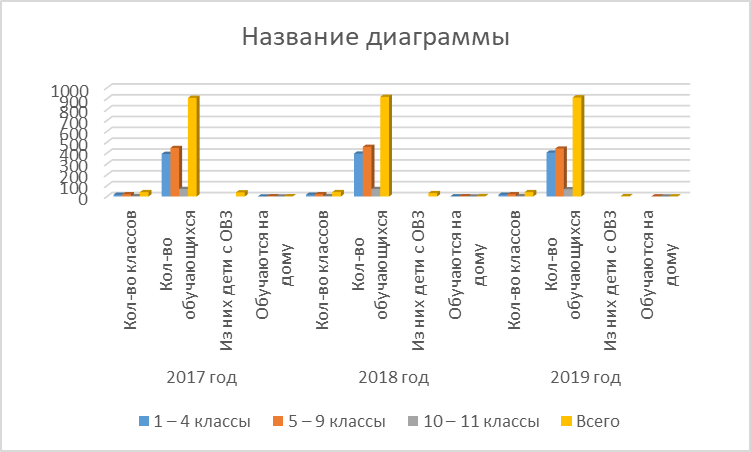 Название диаграммы
1000
900
800
700
600
500
400
300
200
100
0
Кол-во классов
Кол-во
обучающихся
Из них дети с ОВЗ
Обучаются на
дому
Кол-во классов
Кол-во
обучающихся
Из них дети с ОВЗ
Обучаются на
дому
Кол-во классов
Кол-во
обучающихся
Из них дети с ОВЗ
Обучаются на
дому
2017 год
2018 год
2019 год
1 – 4 классы
5 – 9 классы
10 – 11 классы
Всего